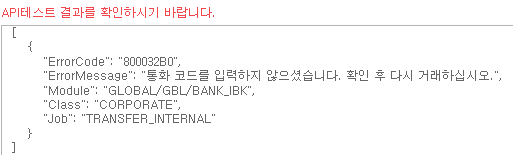 API테스트 결과를 확인하시기 바랍니다.
[
{
"ErrorCode": "800032B0",
"ErrorMessage": "통화 코드를 입력하지 않으셨습니다. 확인 후 다시 거래하십시오.",
"Module": "GLOBAL/GBL/BANK_IBK",
"Class": "CORPORATE",
"Job": "TRANSFER_INTERNAL"
}
]